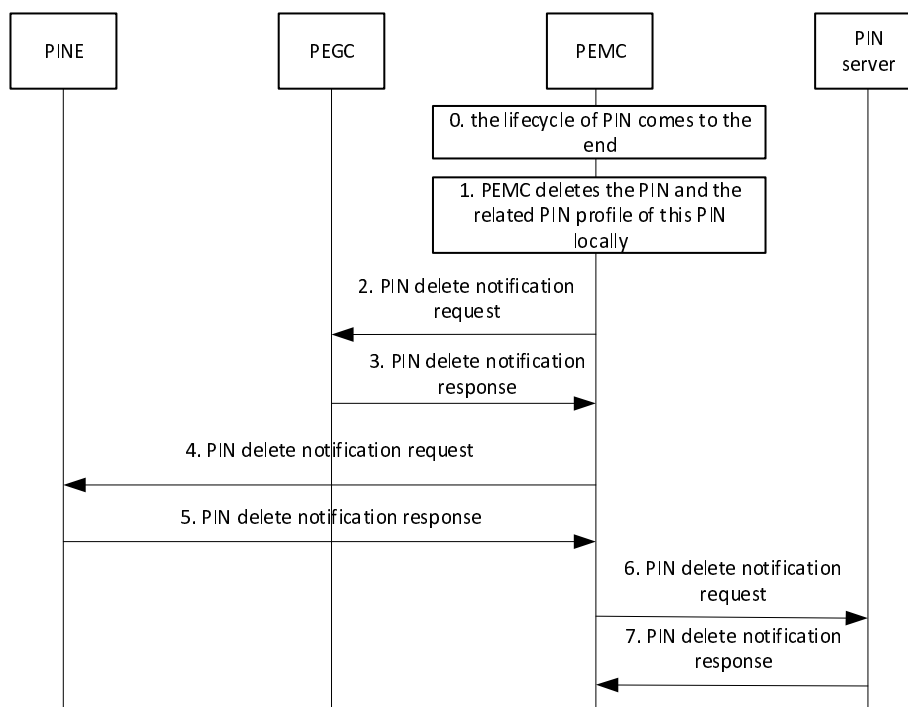 PINE
PEGC
PEMC
PIN
server
0. the lifecycle of PIN comes to the
end
1. PEMC deletes the PIN and the
related PIN profile of this PIN
locally
2. PIN delete notification
request
3. PIN delete notification
response
4. PIN delete notification request
5. PIN delete notification response
6. PIN delete notification
request
7. PIN delete notification
response